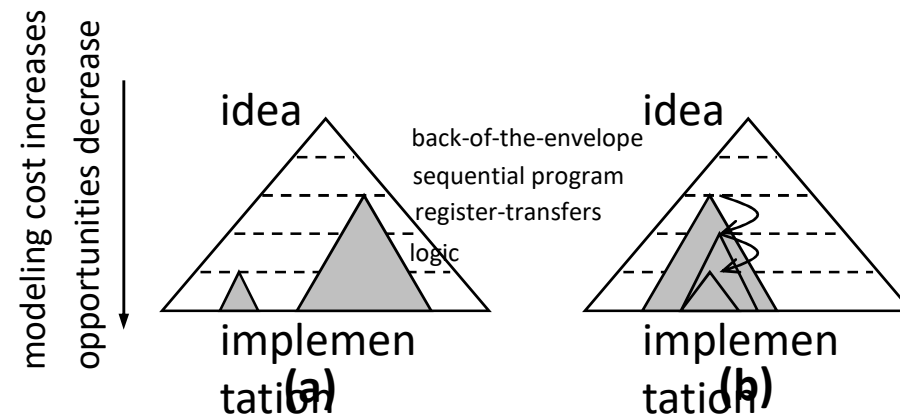 modeling cost increases
opportunities decrease
idea
back-of-the-envelope
sequential program
register-transfers
logic
implemen
tation
(a)
idea
implemen
tation
(b)